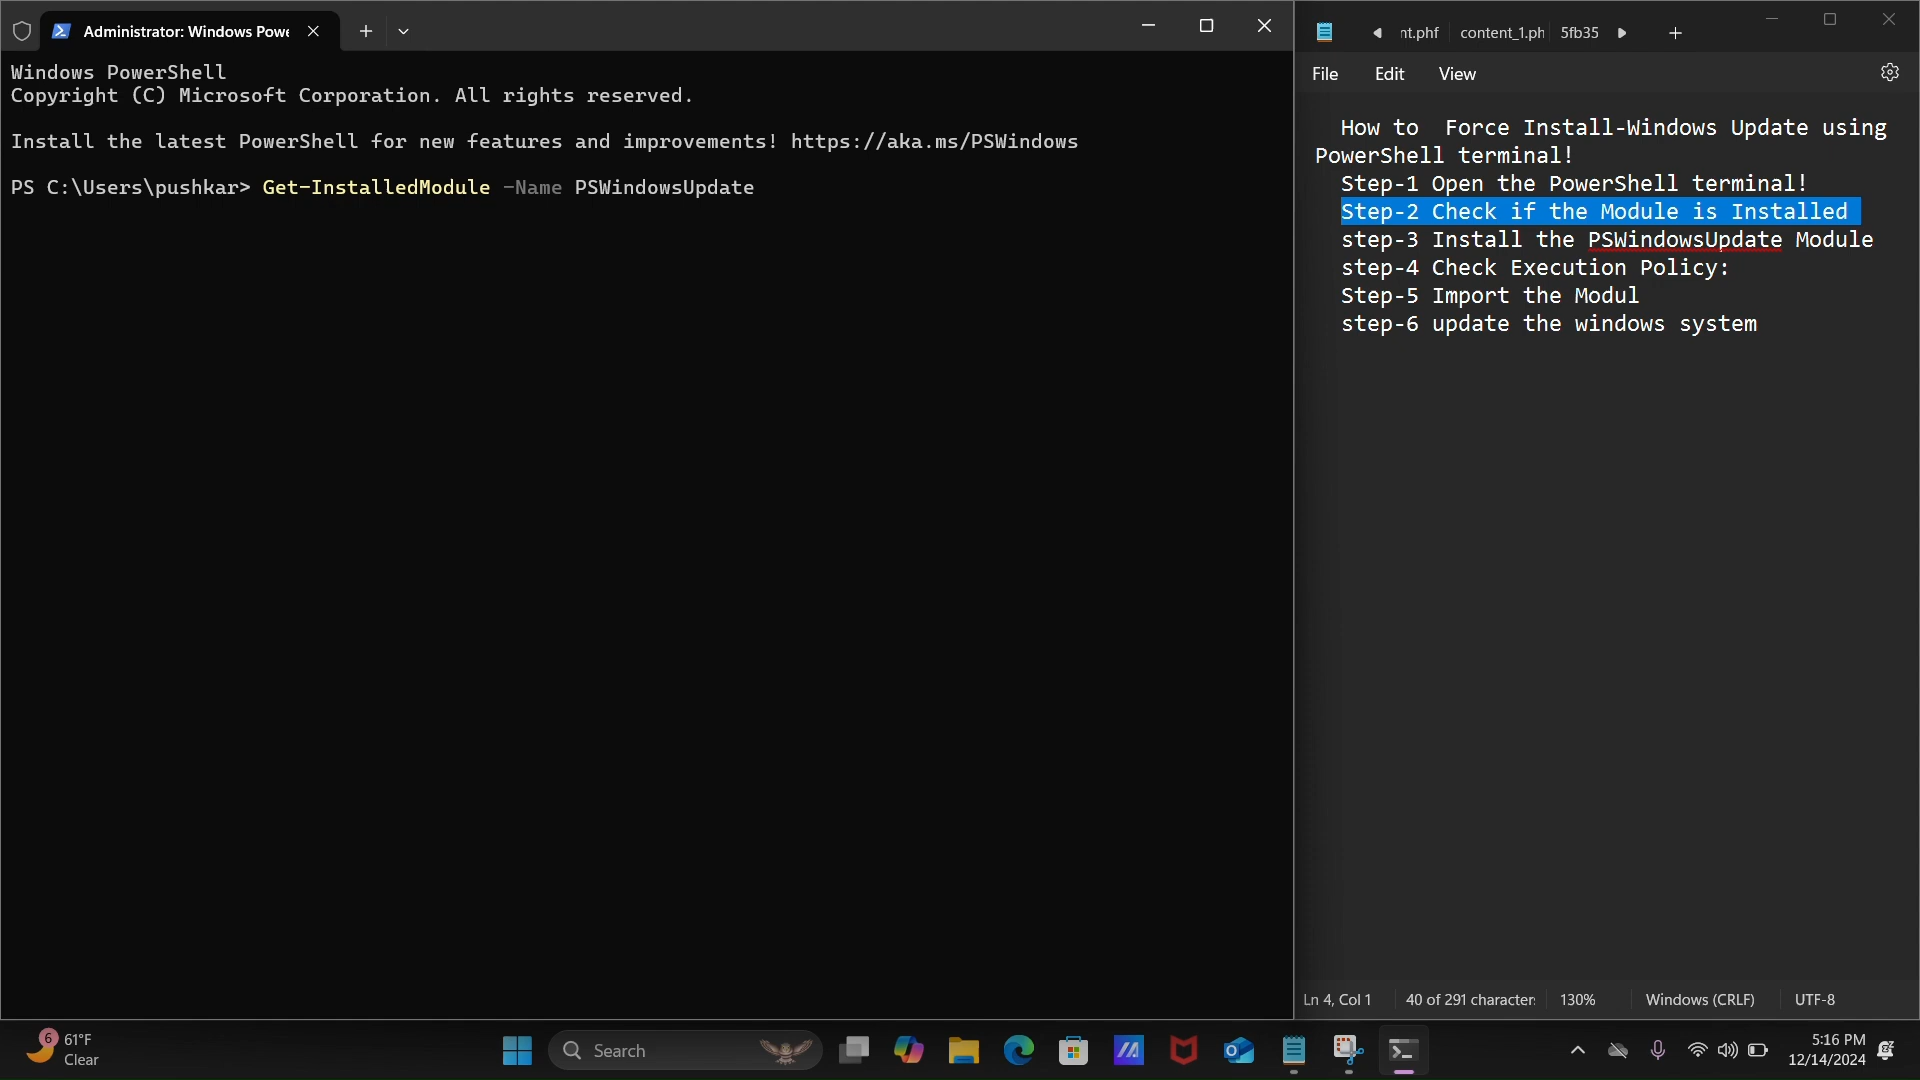 Administrator: Windows Powe
Windows PowerShell
Copyright (C) Microsoft Corporation. All rights reserved.
Install the latest PowerShell for new features and improvements! https://aka.ms/PSWindows
PS C:\Users\pushkar> Get-InstalledModule -Name PSWindowsUpdate
nt.phf content_1.ph 5fb35
File Edit View
How to  Force Install-Windows Update using
PowerShell terminal!
Step-1 Open the PowerShell terminal!
Step-2 Check if the Module is Installed
step-3 Install the PSWindowsUpdate Module
step-4 Check Execution Policy:
Step-5 Import the Modul
step-6 update the windows system
Ln 4, Col 1 40 of 291 character 130% Windows (CRLF) UTF-8
6 61°F
Clear
Search
5:16 PM
12/14/2024